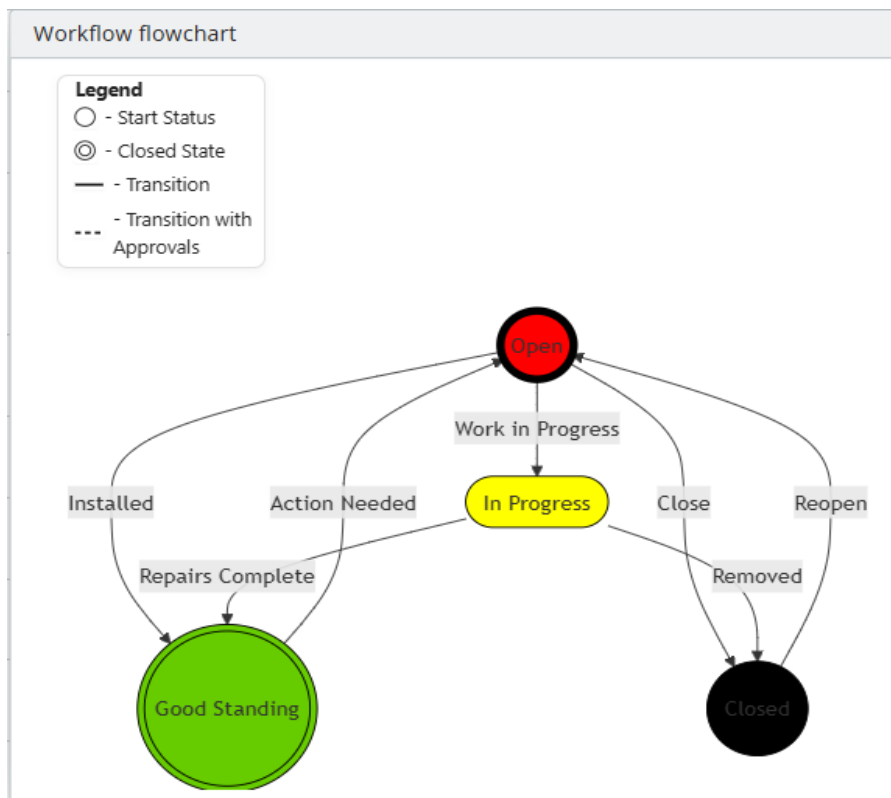 Workflow flowchart
Legend
- Start Status
- Closed State
- Transition
- Transition with
Approvals
Open
Work in Progress
Installed
Action Needed
In Progress
Close
Reopen
Repairs Complete
Removed
Good Standing
Closed